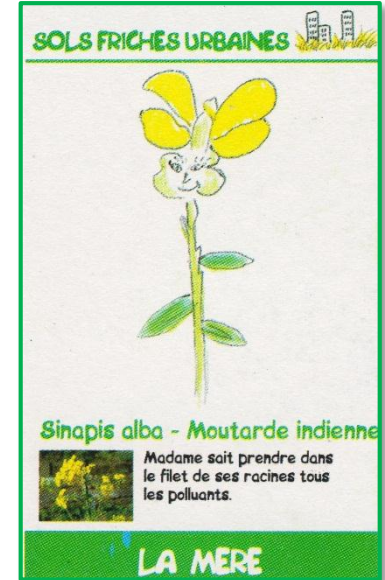 SOLS FRICHES URBAINES
Sinapis alba - Moutarde indienne
Madame sait prendre dans
le filet de ses racines tous
les polluants.
LA MERE